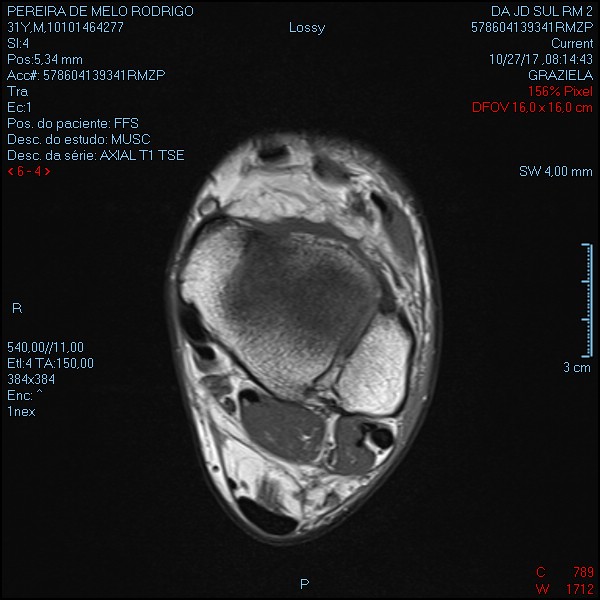 PEREIRA DE MELO RODRIGO
31Y,M,10101464277
Sl:4
Pos:5,34 mm
Acc#: 578604139341RMZP
Tra
Ec:1
Pos. do paciente: FFS
Desc. do estudo: MUSC
Desc. da série: AXIAL T1 TSE
< 6 - 4 >
Lossy
DA JD SUL RM 2
578604139341RMZP
Current
10/27/17 ,08:14:43
GRAZIELA
156% Pixel
DFOV 16,0 x 16,0 cm
SW 4,00 mm
R
540,00//11,00
Etl:4 TA:150,00
384x384
Enc: ^
1nex
3 cm
P
C 789
W 1712